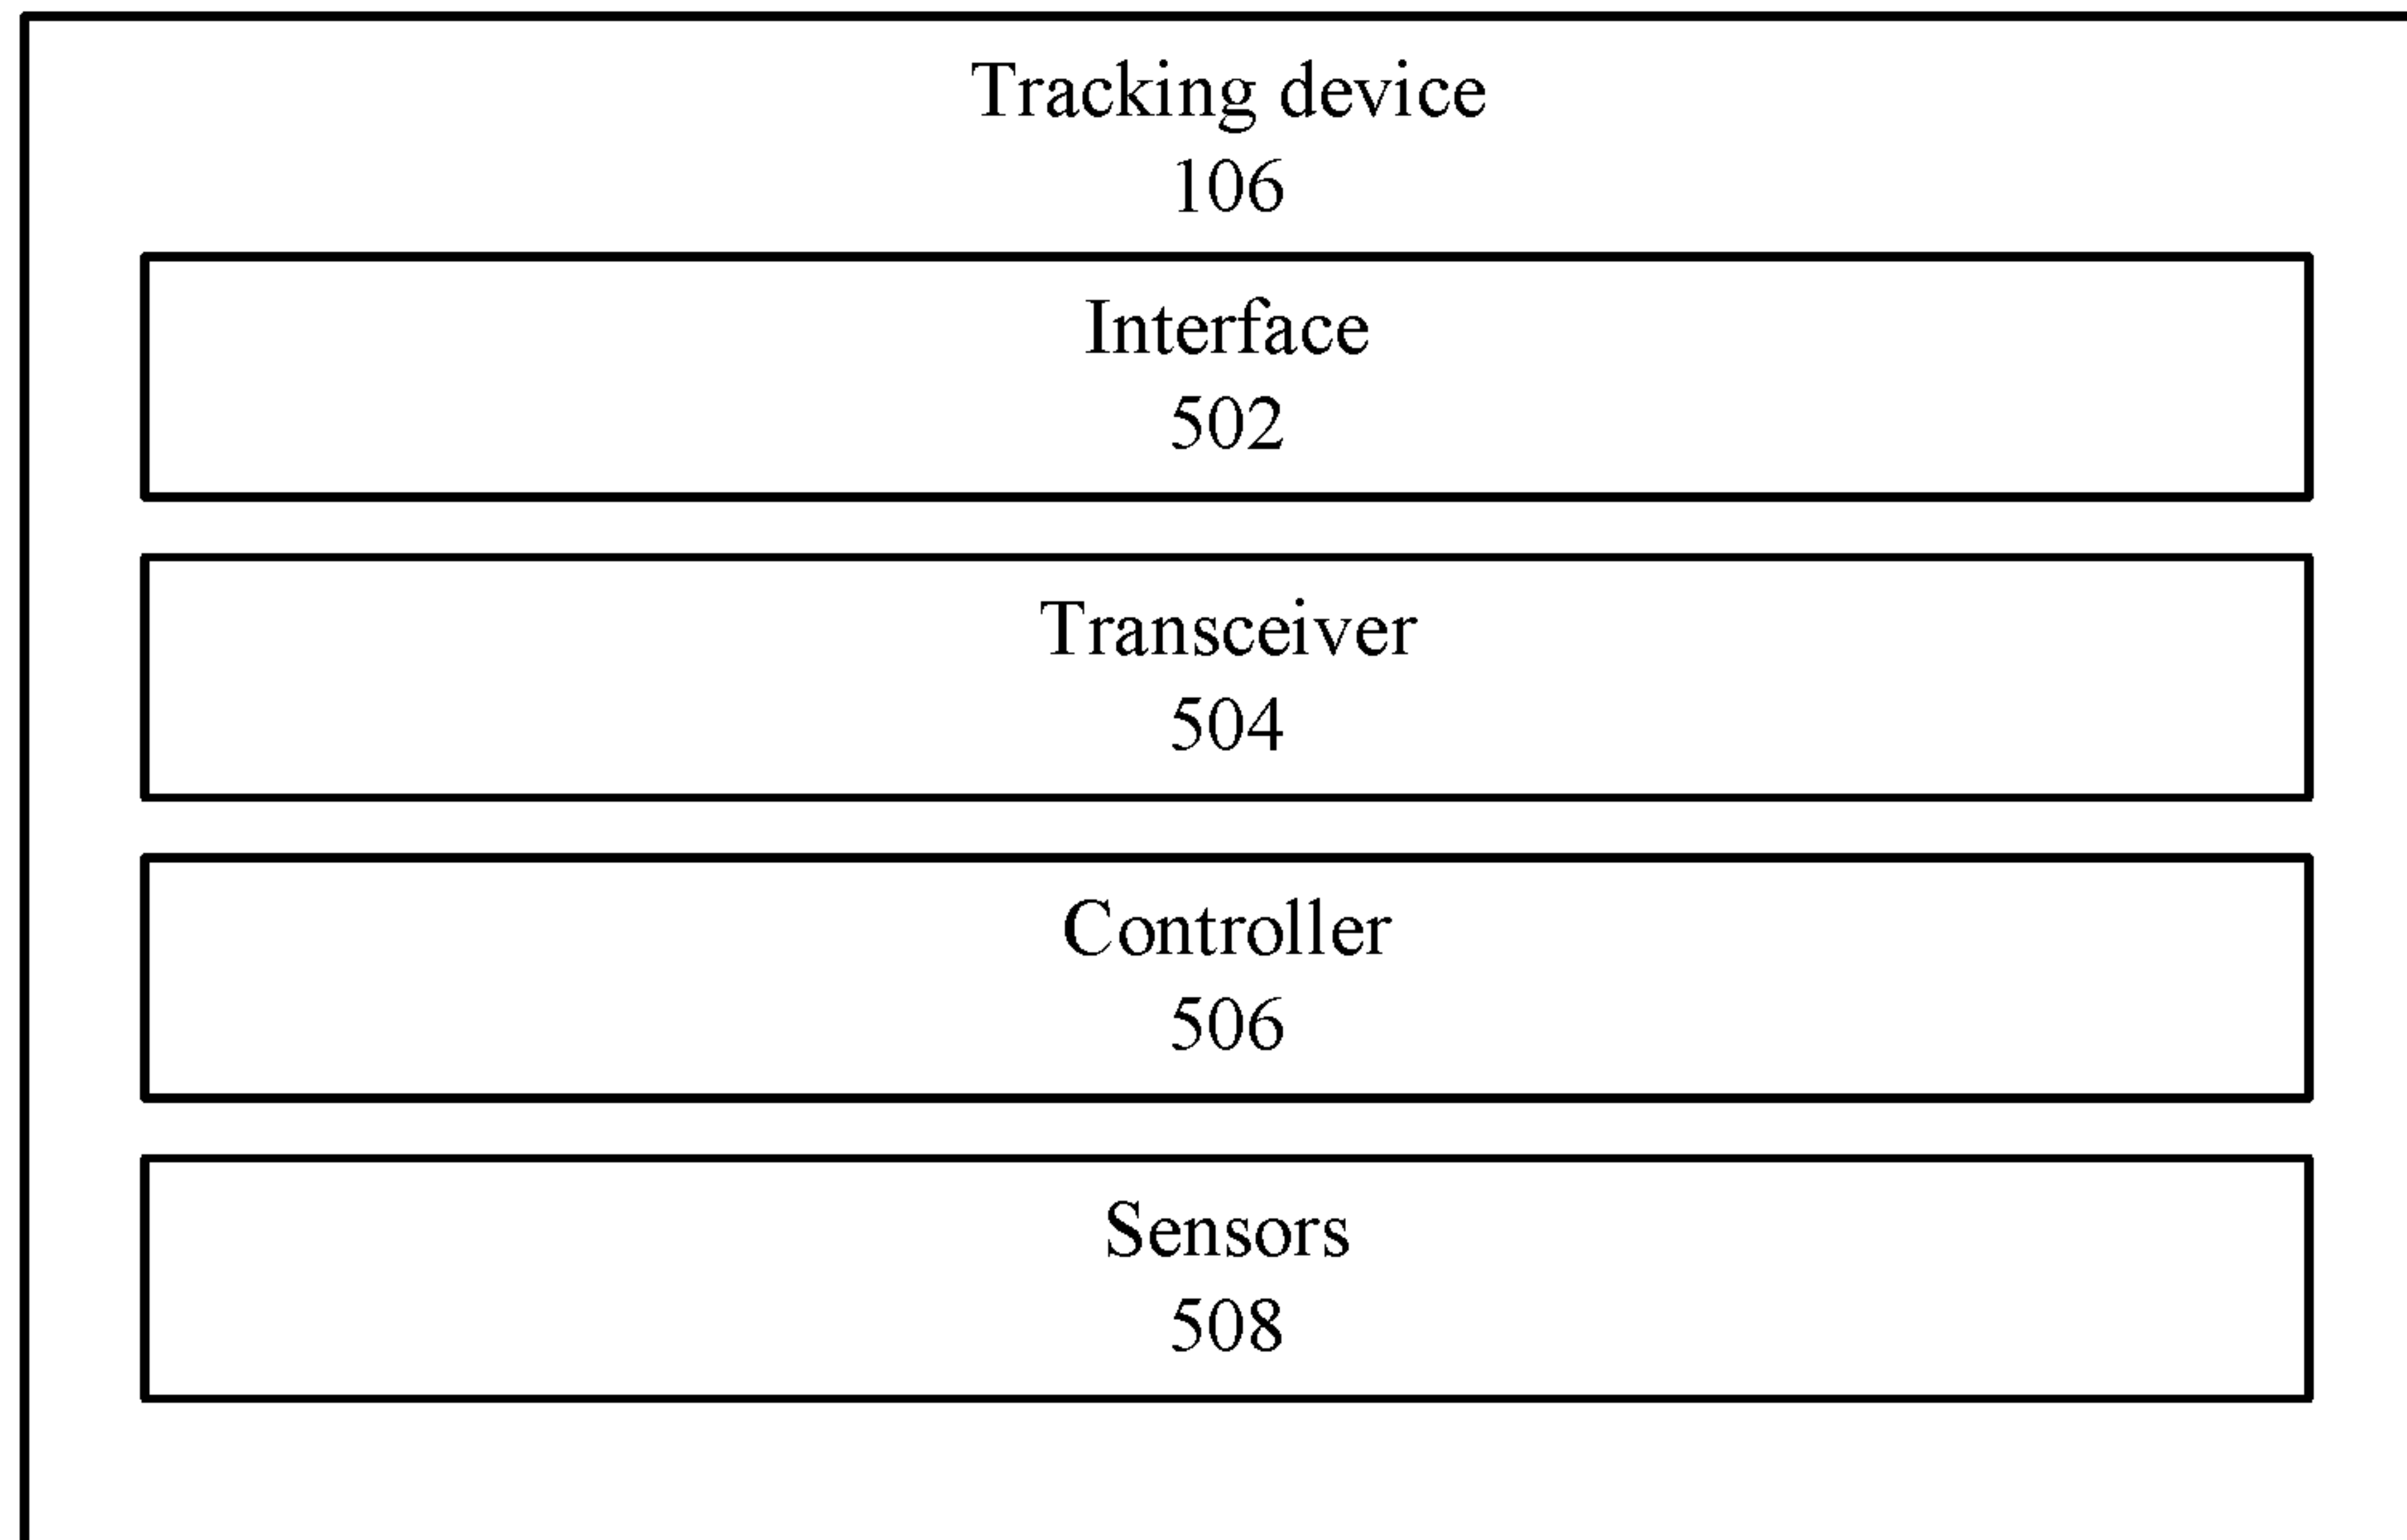 Tracking device
106
Interface
502
Transceiver
504
Controller
506
Sensors
508